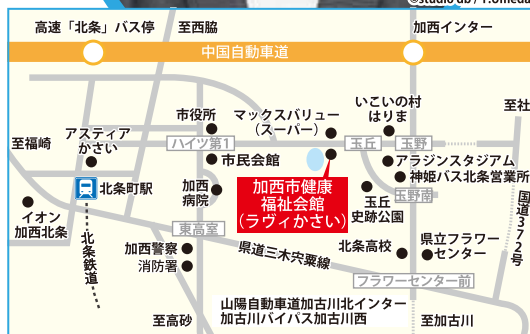 ©studio ub / T.Umeda
高速「北条」バス停
至西脇
加西インター
中国自動車道
至社
市役所
マックスバリュー
(スーパー)
いこいの村
はりま
至福崎
アスティア
かさい
ハイツ第1
玉丘
玉野
市民会館
アラジンスタジアム
神姫バス北条営業所
北条町駅
加西
病院
加西市健康
福祉会館
(ラヴィかさい)
玉丘
史跡公園
玉野南
国道372号
イオン
加西北条
北条鉄道
東高室
県道三木宍粟線
加西警察
消防署
北条高校
県立フラワー
センター
フラワーセンター前
山陽自動車道加古川北インター
加古川バイパス加古川西
至高砂
至加古川